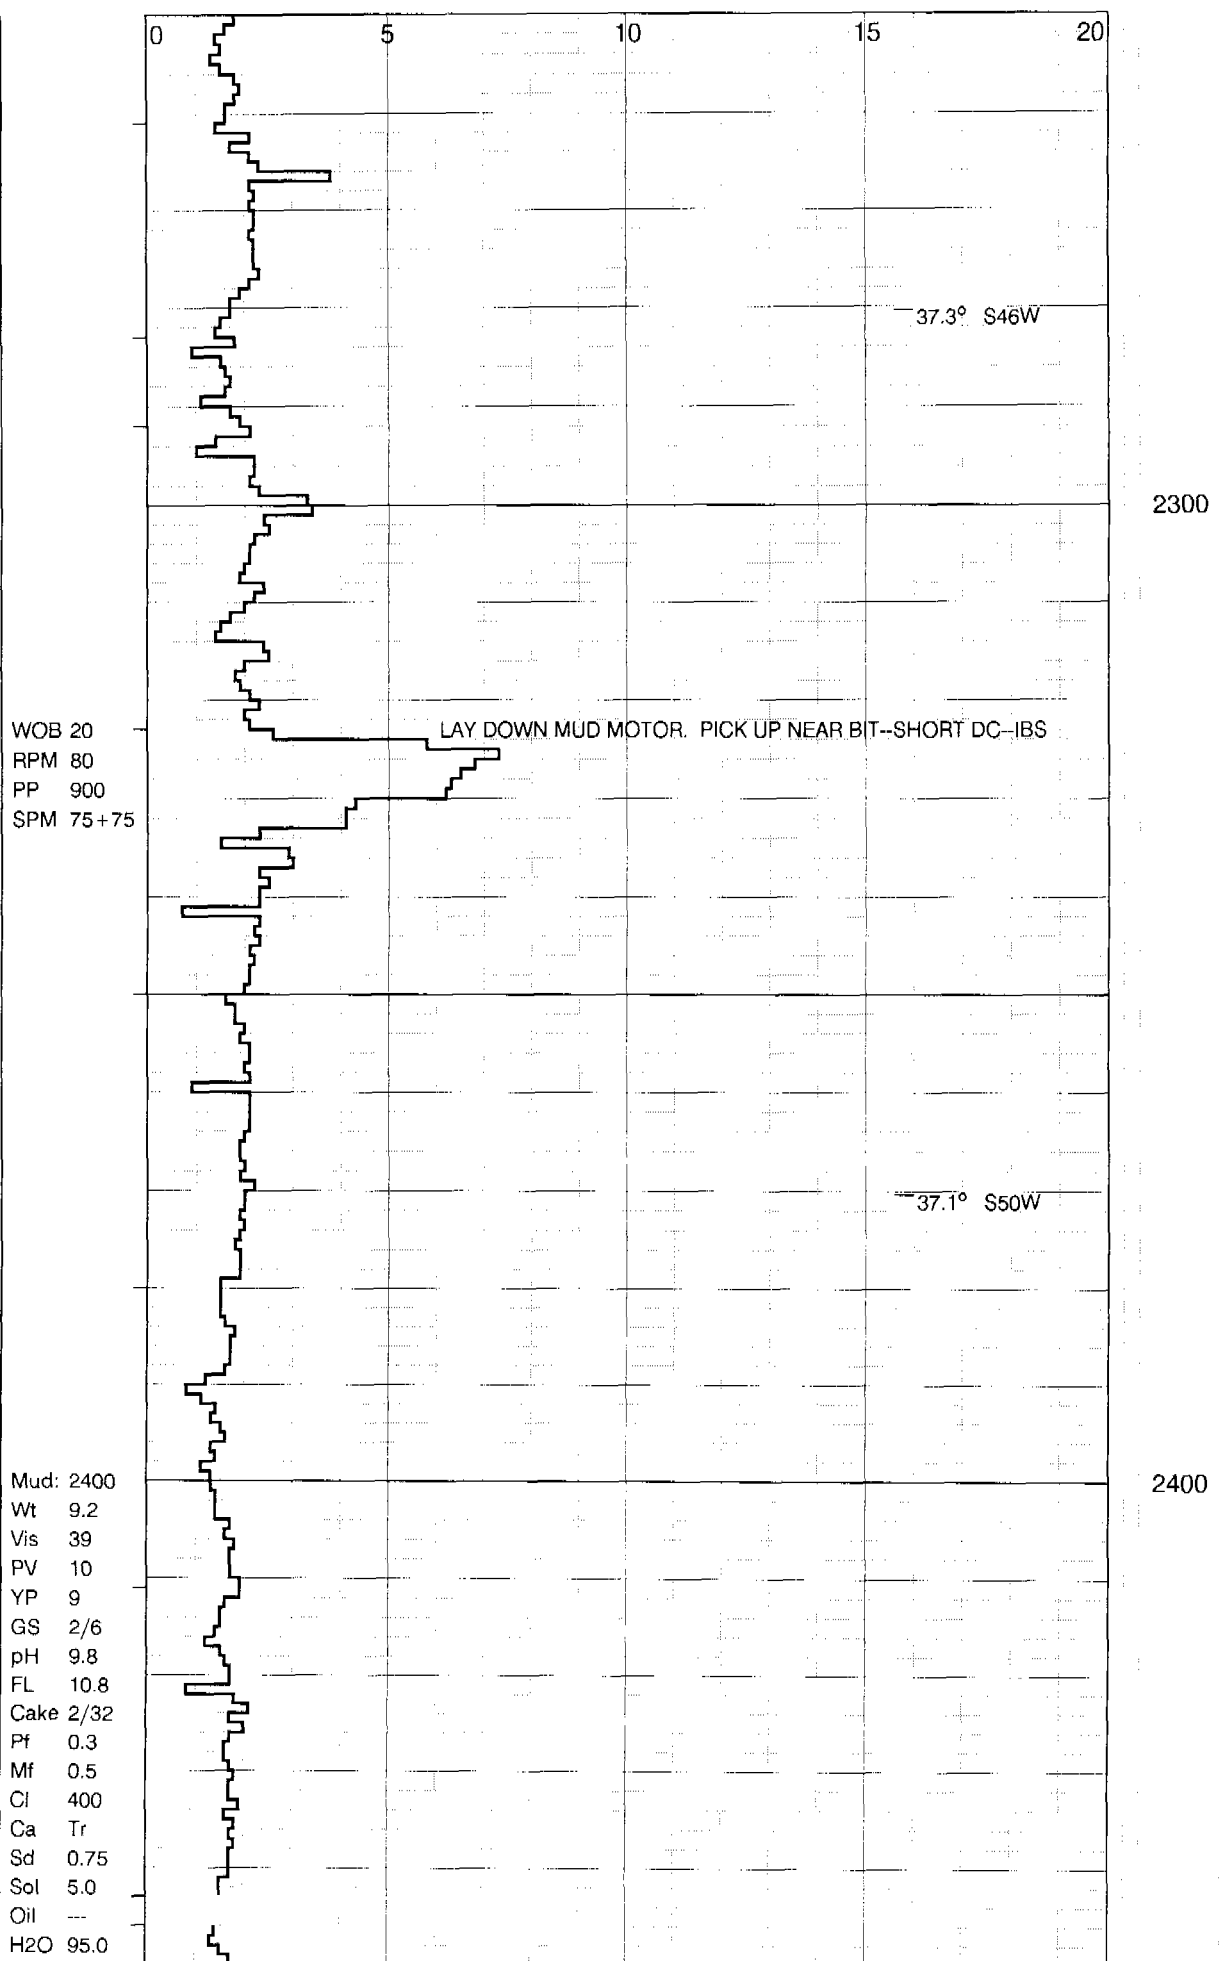 0 5 10 15 20
37.3° S46W
2300
WOB 20
LAY DOWN MUD MOTOR. PICK UP NEAR BIT--SHORT DC--IBS
RPM 80
PP 900
SPM 75+75
37.1° S50W
Mud: 2400
2400
Wt 9.2
Vis 39
PV 10
YP 9
GS 2/6
pH 9.8
FL 10.8
Cake 2/32
Pf 0.3
Mf 0.5
Cl 400
Ca Tr
Sd 0.75
Sol 5.0
Oil ---
H2O 95.0